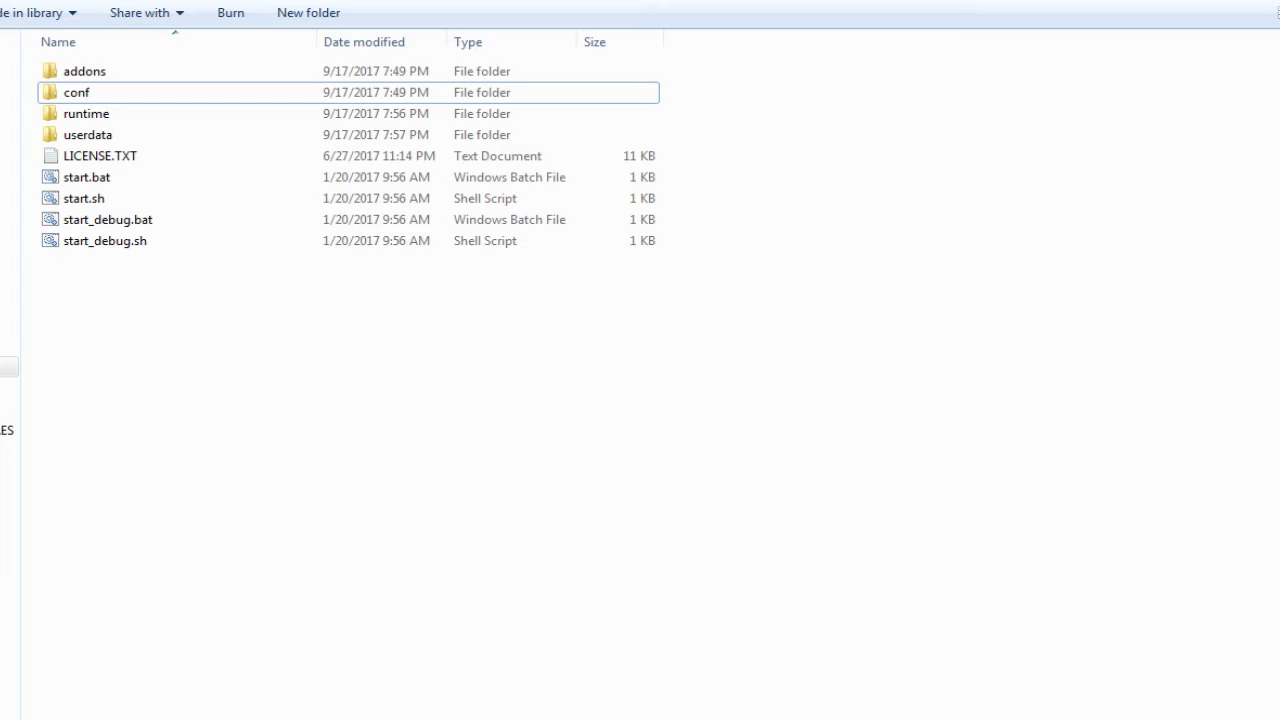 de in library Share with Burn New folder
Name Date modified Type Size
addons 9/17/2017 7:49 PM File folder
conf 9/17/2017 7:49 PM File folder
runtime 9/17/2017 7:56 PM File folder
userdata 9/17/2017 7:57 PM File folder
LICENSE.TXT 6/27/2017 11:14 PM Text Document 11 KB
start.bat 1/20/2017 9:56 AM Windows Batch File 1 KB
start.sh 1/20/2017 9:56 AM Shell Script 1 KB
start_debug.bat 1/20/2017 9:56 AM Windows Batch File 1 KB
start_debug.sh 1/20/2017 9:56 AM Shell Script 1 KB
ES